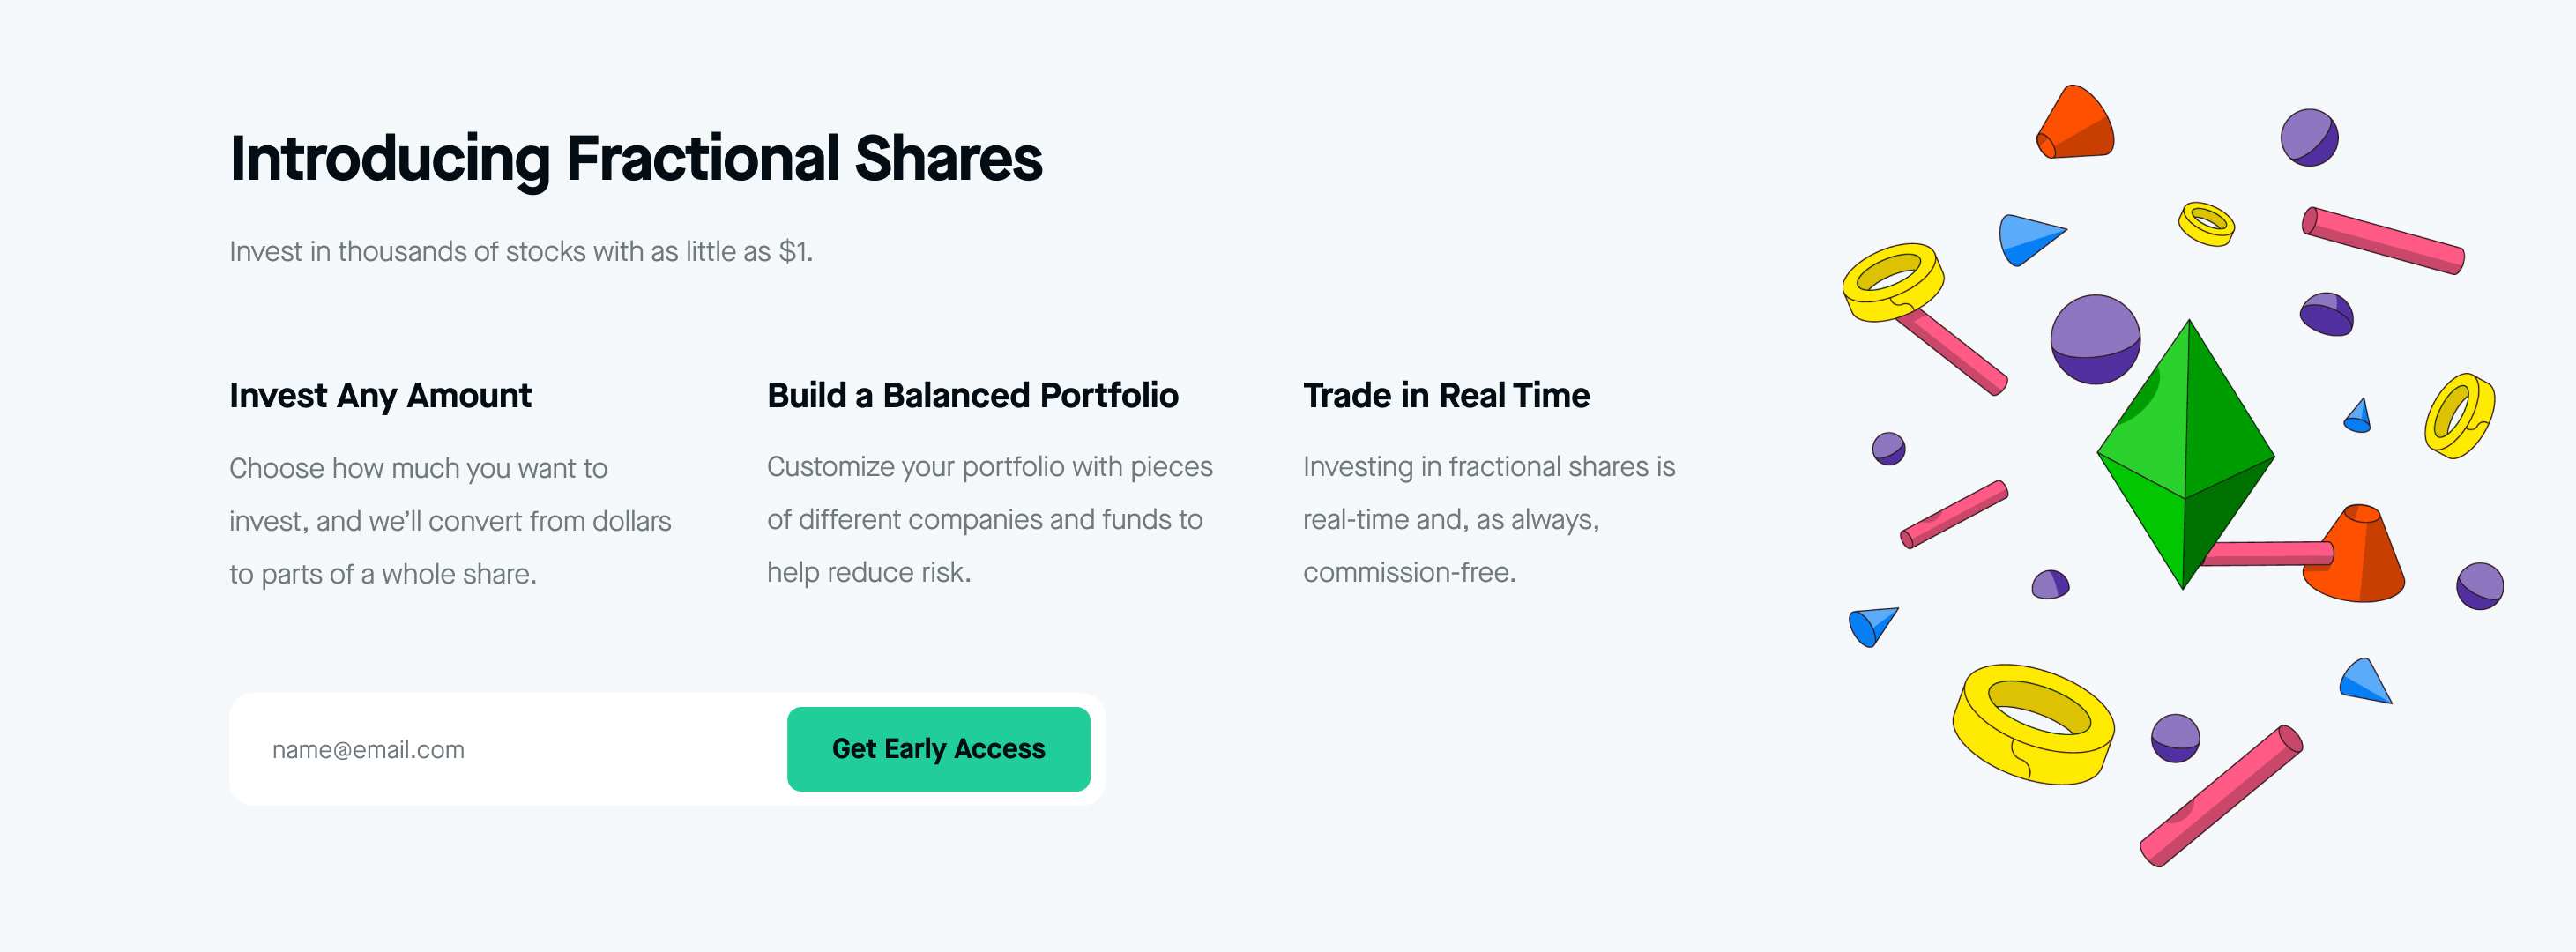 Introducing Fractional Shares
Invest in thousands of stocks with as little as $1.
Invest Any Amount
Choose how much you want to
invest, and we’ll convert from dollars
to parts of a whole share.
Build a Balanced Portfolio
Customize your portfolio with pieces
of different companies and funds to
help reduce risk.
Trade in Real Time
Investing in fractional shares is
real-time and, as always,
commission-free.
name@email.com
Get Early Access